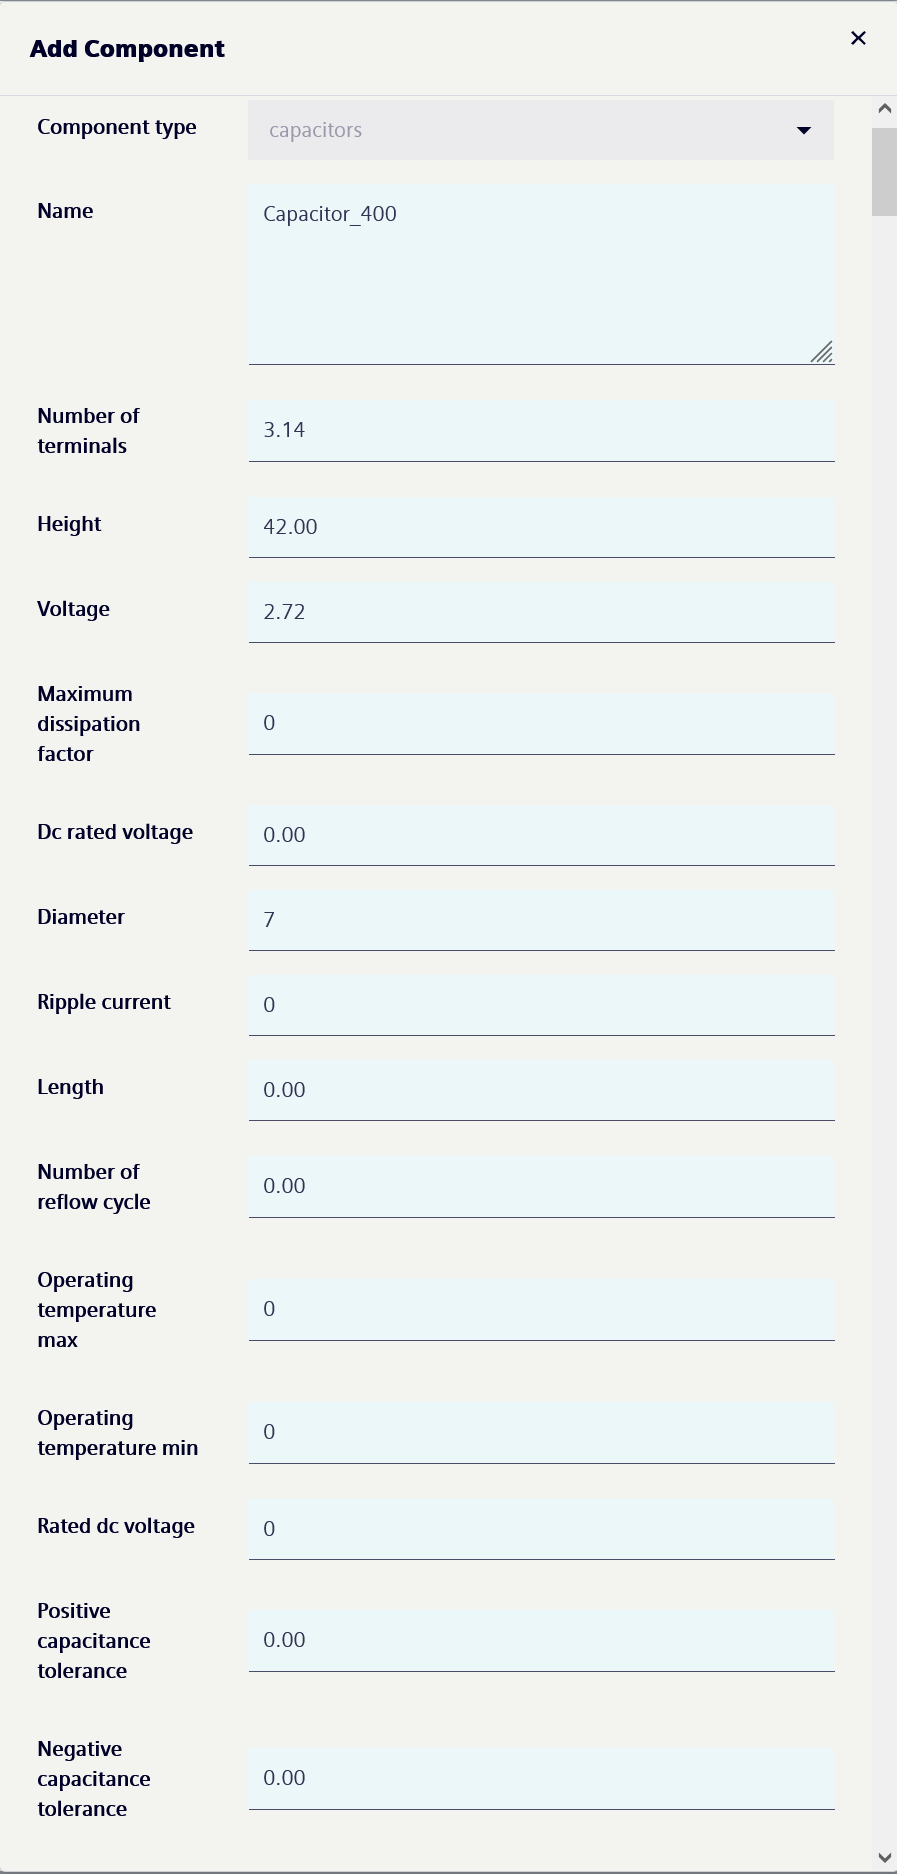 Add Component
Component type
capacitors
Name
Capacitor_400
Number of
terminals
3.14
Height
42.00
Voltage
2.72
Maximum
dissipation
factor
0
Dc rated voltage
0.00
Diameter
7
Ripple current
0
Length
0.00
Number of
reflow cycle
0.00
Operating
temperature
max
0
Operating
temperature min
0
Rated dc voltage
0
Positive
capacitance
tolerance
0.00
Negative
capacitance
tolerance
0.00